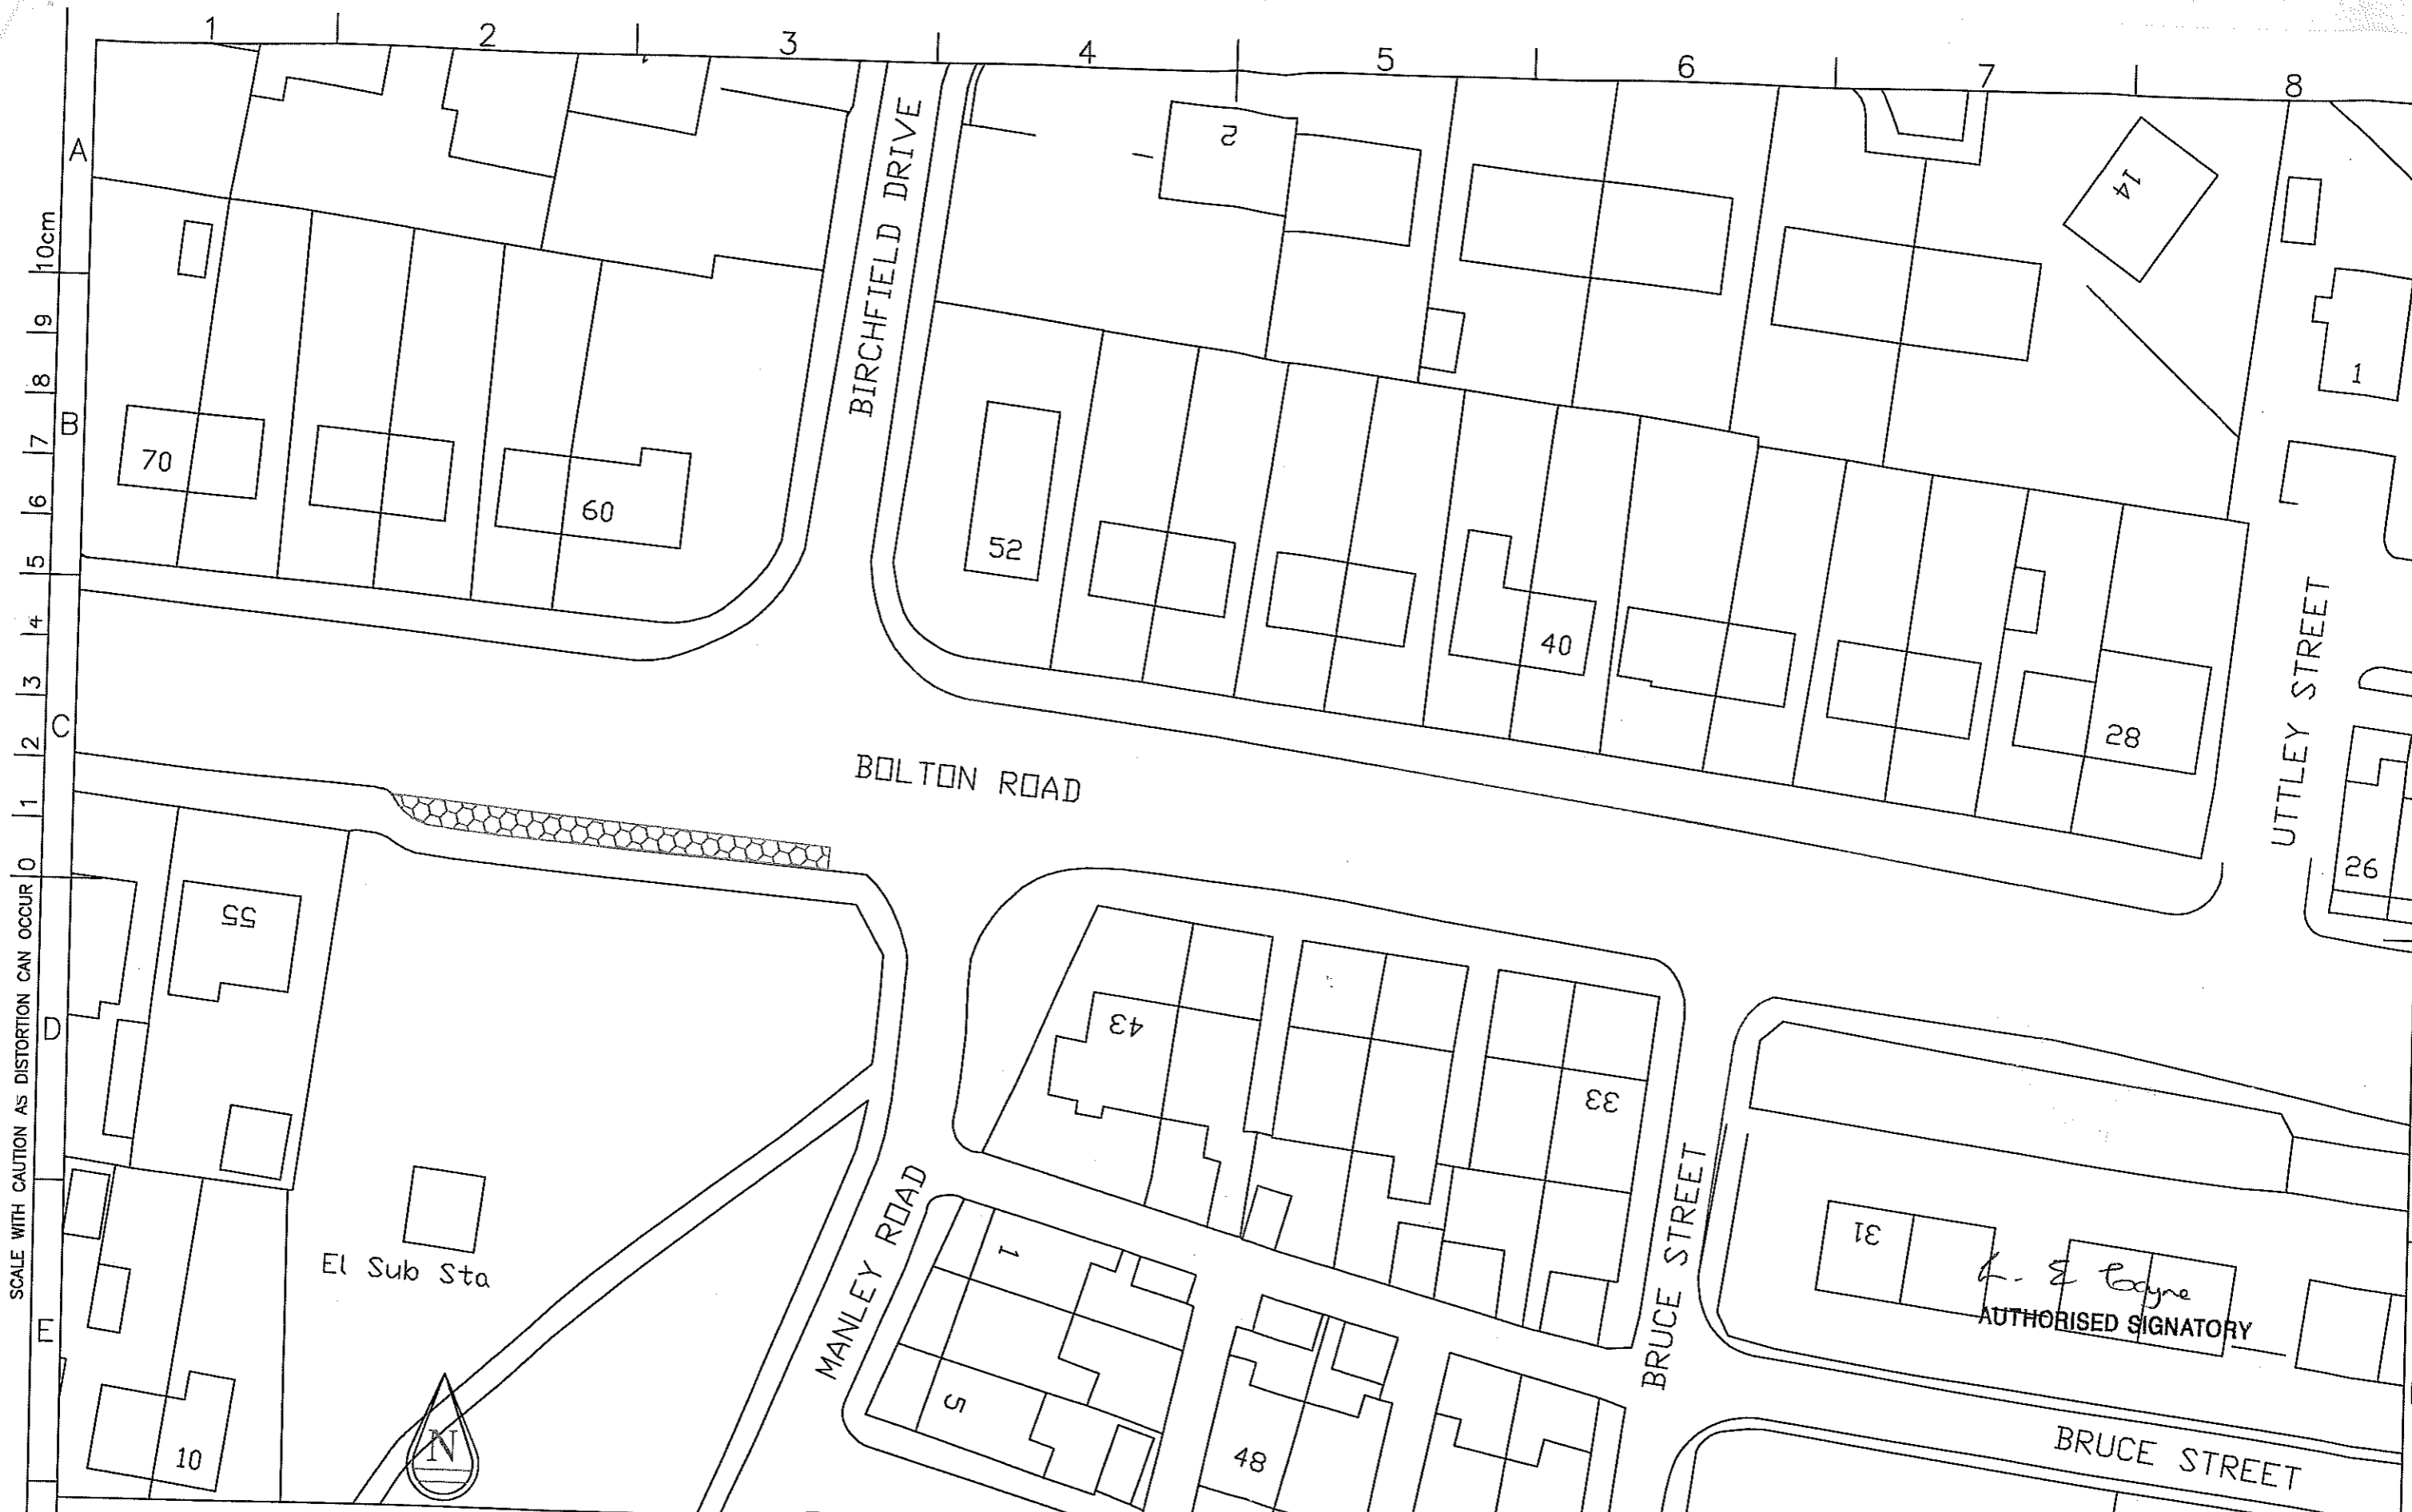 1 2 3 4 5 6 7 8
A
B
C
D
E
10cm
9
8
7
6
5
4
3
2
1
0
SCALE WITH CAUTION AS DISTORTION CAN OCCUR
BIRCHFIELD DRIVE
2
14
1
70
60
52
40
28
UTTLEY STREET
26
BOLTON ROAD
55
43
33
El Sub Sta
MANLEY ROAD
1
5
10
N
48
BRUCE STREET
31
AUTHORISED SIGNATORY
BRUCE STREET